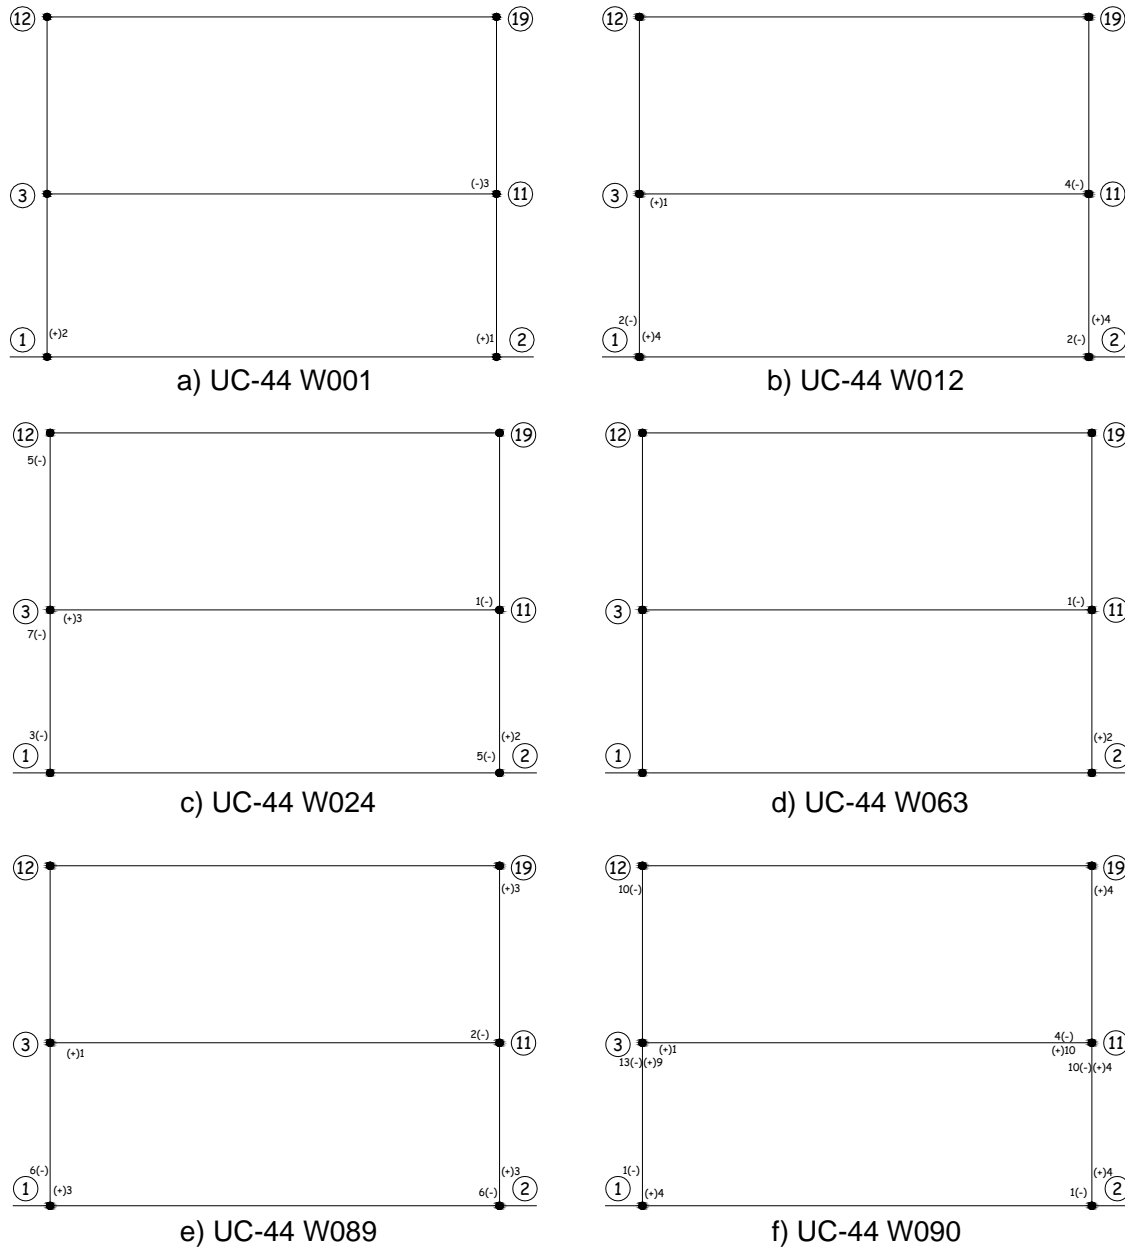 12 19 12 19
(-)3 4(-)
3 11 3 11
(+)1
2(-) (+)4
(+)2 (+)1 (+)4 2(-)
1 2 1 2
a) UC-44 W001 b) UC-44 W012
12 19 12 19
5(-)
1(-) 1(-)
3 11 3 11
(+)3
7(-)
3(-) (+)2 (+)2
5(-)
1 2 1 2
c) UC-44 W024 d) UC-44 W063
12 19 12 19
(+)3 10(-) (+)4
2(-) 4(-)
3 11 3 11
(+)1 (+)1 (+)10
13(-) (+)9 10(-) (+)4
6(-) (+)3 1(-) (+)4
(+)3 6(-) (+)4 1(-)
1 2 1 2
e) UC-44 W089 f) UC-44 W090